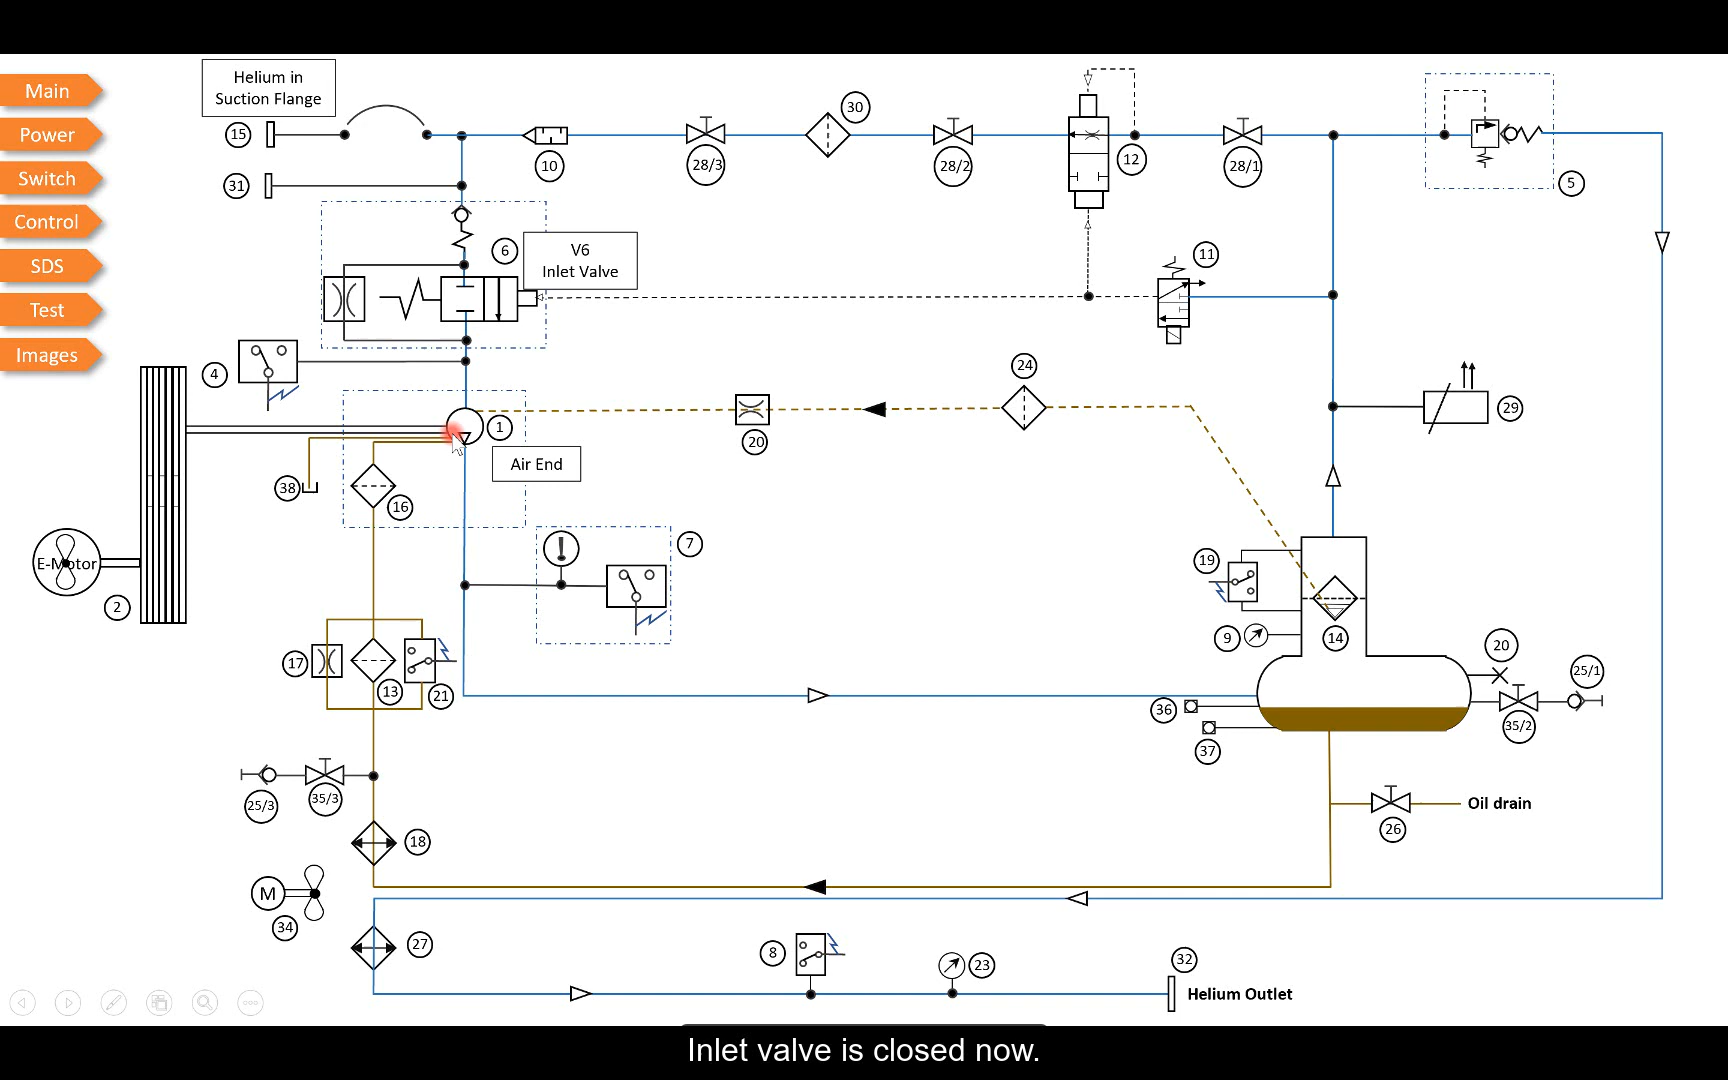 Main
Power
Switch
Control
SDS
Test
Images
Helium in
Suction Flange
15
31
10
28/3
30
28/2
12
28/1
5
6
V6
Inlet Valve
11
4
1
Air End
20
24
29
38
16
7
E-Motor
2
19
9
14
20
25/1
35/2
17
13
21
36
37
25/3
35/3
18
26
Oil drain
M
34
27
8
23
32
Helium Outlet
Inlet valve is closed now.